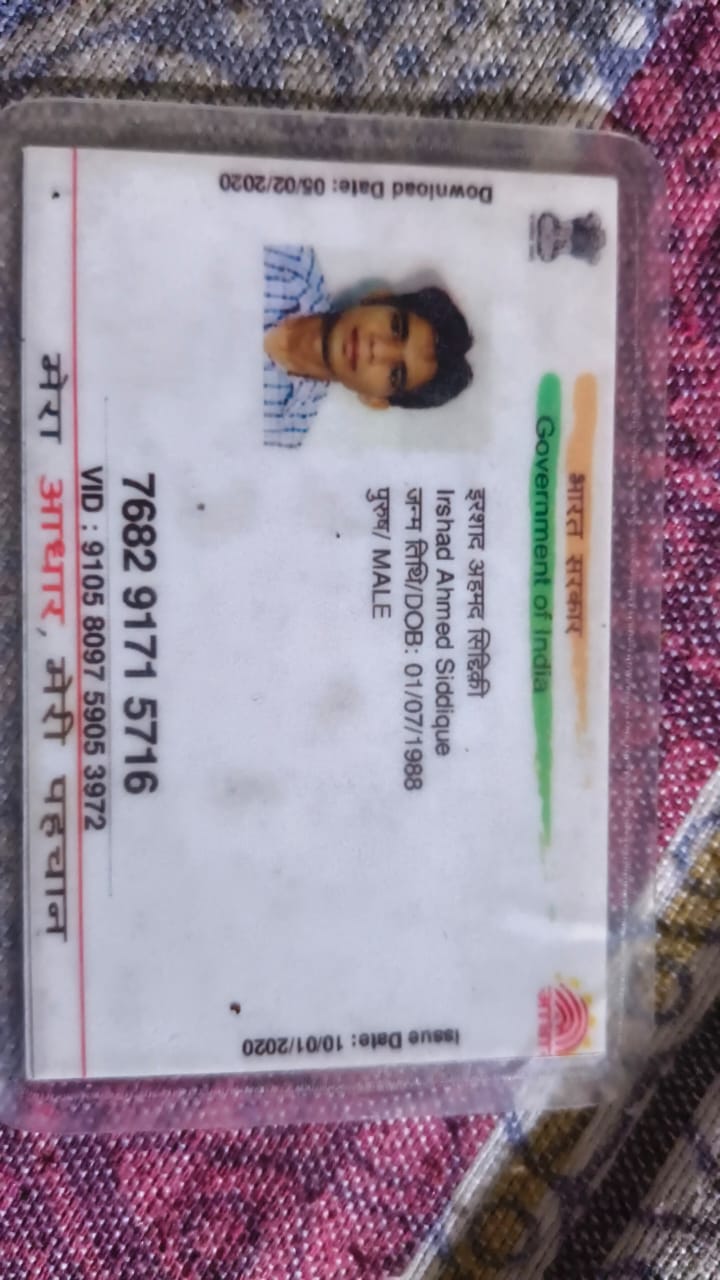 भारत सरकार
Government of India
Download Date: 05/02/2020
इरशाद अहमद सिद्दिक़ी
Irshad Ahmed Siddique
जन्म तिथि/DOB: 01/07/1988
पुरुष/ MALE
Issue Date: 10/01/2020
7682 9171 5716
VID : 9105 8097 5905 3972
मेरा आधार, मेरी पहचान